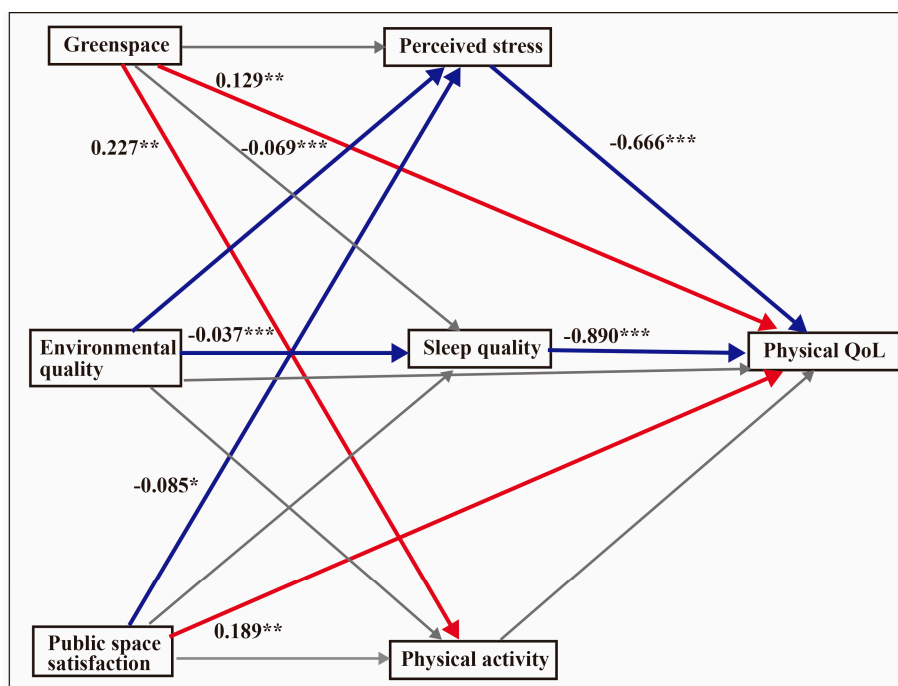 Greenspace
Perceived stress
0.129**
0.227**
-0.069***
-0.666***
Environmental
quality
-0.037***
Sleep quality
-0.890***
Physical QoL
-0.085*
Public space
satisfaction
0.189**
Physical activity